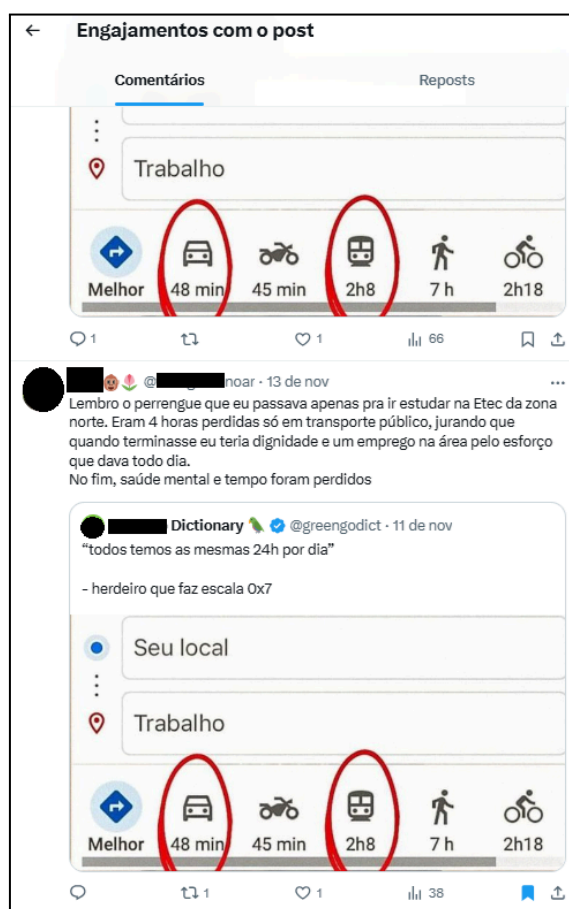 Engajamentos com o post
Comentários Reposts
Trabalho
Melhor 48 min 45 min 2h8 7 h 2h18
1 1 66
@ noar · 13 de nov
Lembro o perrengue que eu passava apenas pra ir estudar na Etec da zona
norte. Eram 4 horas perdidas só em transporte público, jurando que
quando terminasse eu teria dignidade e um emprego na área pelo esforço
que dava todo dia.
No fim, saúde mental e tempo foram perdidos
Dictionary @greengodict · 11 de nov
“todos temos as mesmas 24h por dia”
- herdeiro que faz escala 0x7
Seu local
Trabalho
Melhor 48 min 45 min 2h8 7 h 2h18
1 1 38